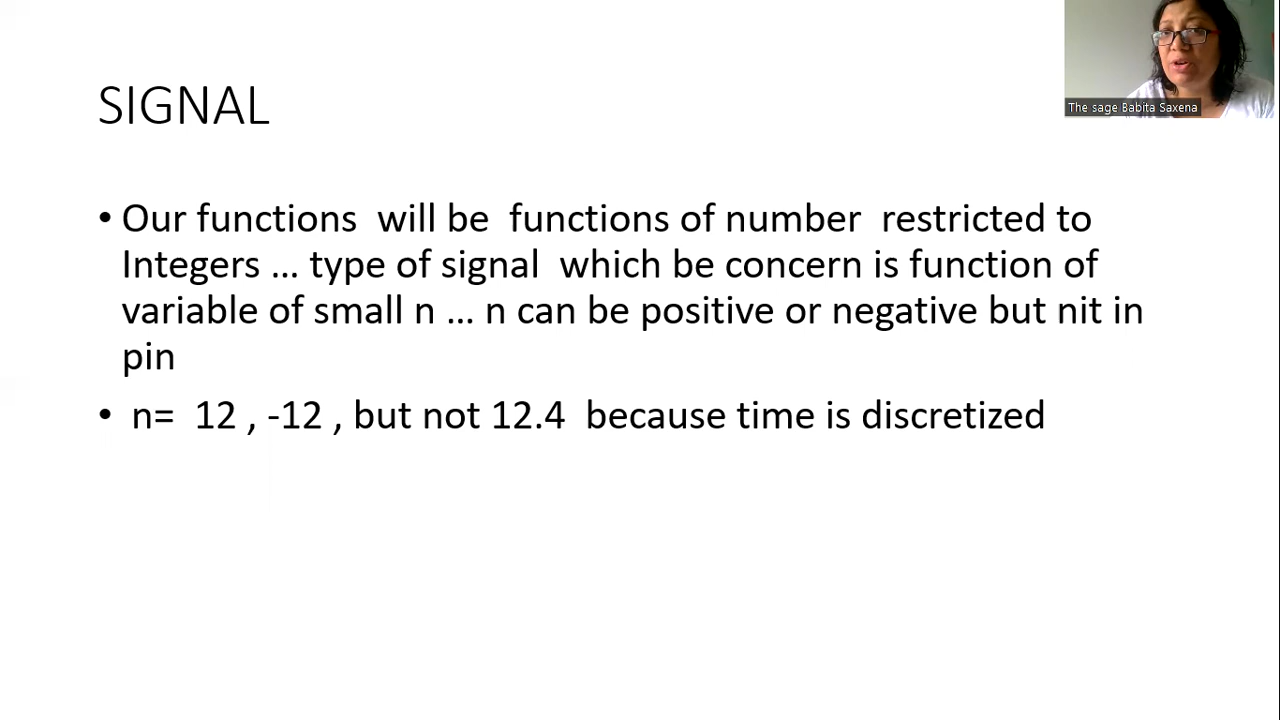 The sage Babita Saxena
SIGNAL
• Our functions will be functions of number restricted to
Integers … type of signal which be concern is function of
variable of small n … n can be positive or negative but nit in
pin
• n= 12 , -12 , but not 12.4 because time is discretized